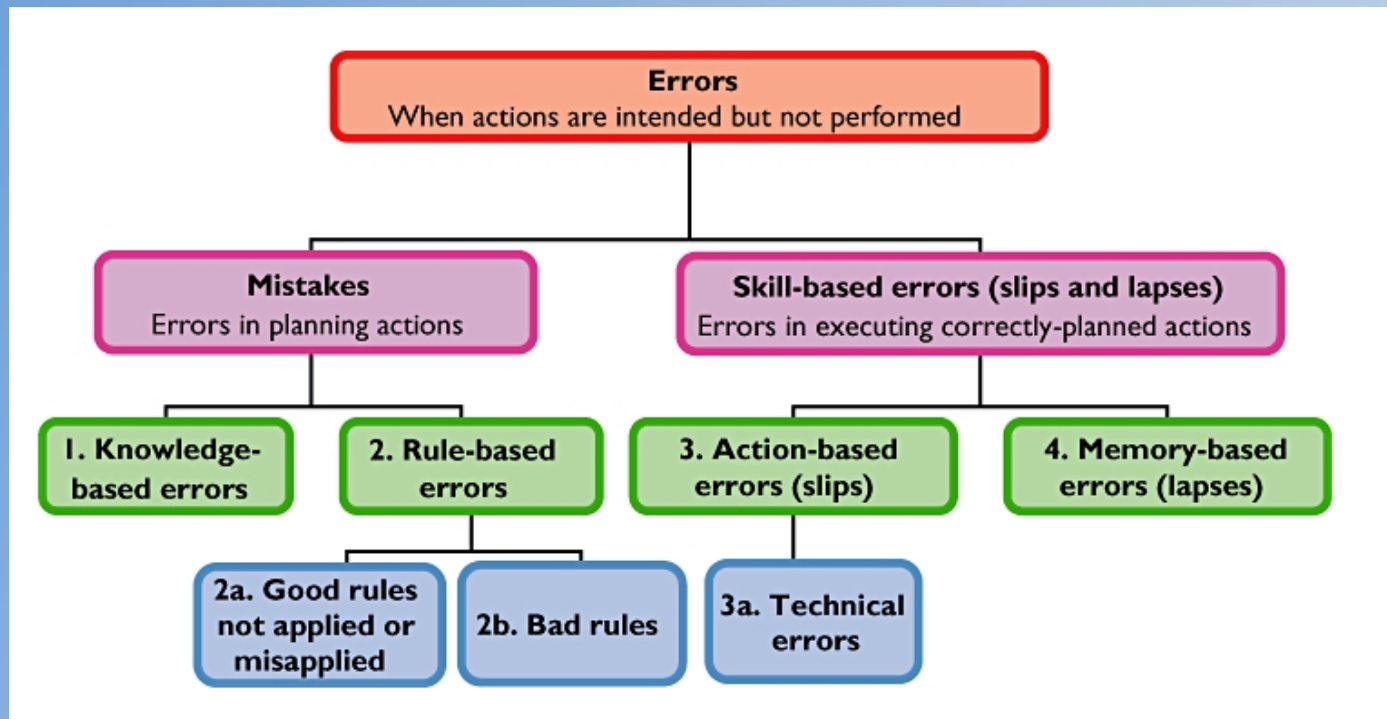 Errors
When actions are intended but not performed
Mistakes
Errors in planning actions
Skill-based errors (slips and lapses)
Errors in executing correctly-planned actions
1. Knowledge-
based errors
2. Rule-based
errors
3. Action-based
errors (slips)
4. Memory-based
errors (lapses)
2a. Good rules
not applied or
misapplied
2b. Bad rules
3a. Technical
errors